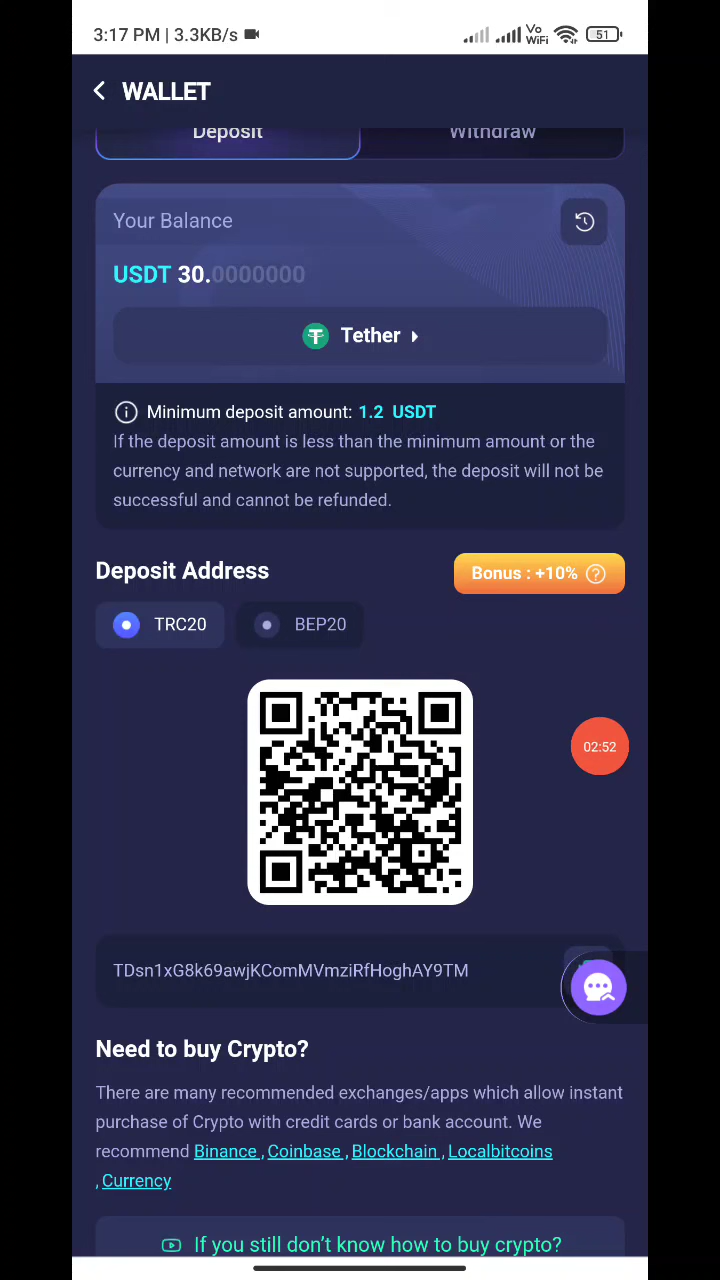 3:17 PM | 3.3KB/s
Vo
WiFi
51
WALLET
Deposit
Withdraw
Your Balance
USDT 30.0000000
Tether
Minimum deposit amount: 1.2 USDT
If the deposit amount is less than the minimum amount or the
currency and network are not supported, the deposit will not be
successful and cannot be refunded.
Deposit Address
Bonus : +10% ?
TRC20
BEP20
02:52
TDsn1xG8k69awjKComMVmziRfHoghAY9TM
Need to buy Crypto?
There are many recommended exchanges/apps which allow instant
purchase of Crypto with credit cards or bank account. We
recommend Binance , Coinbase , Blockchain , Localbitcoins
, Currency
If you still don't know how to buy crypto?